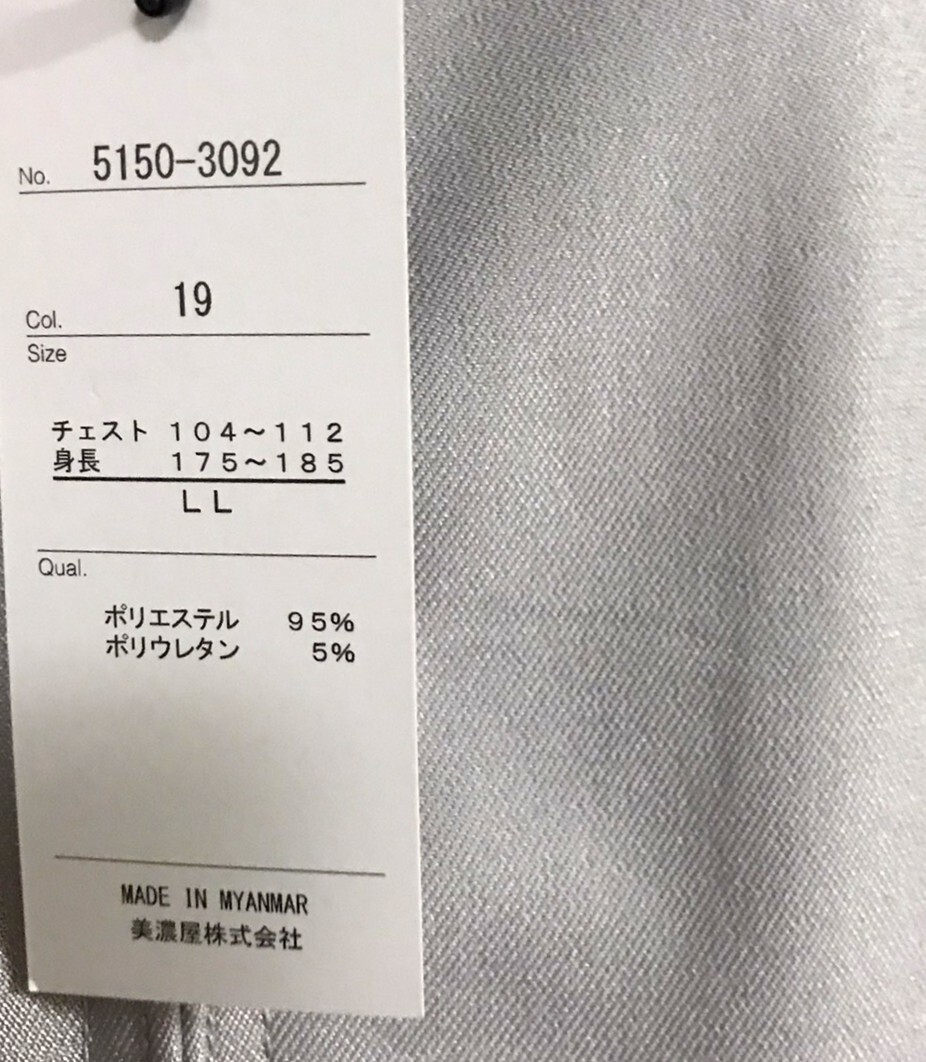 No. 5150-3092
Col. 19
Size
チェスト １０４～１１２
身長 １７５～１８５
ＬＬ
Qual.
ポリエステル ９５%
ポリウレタン ５%
MADE IN MYANMAR
美濃屋株式会社